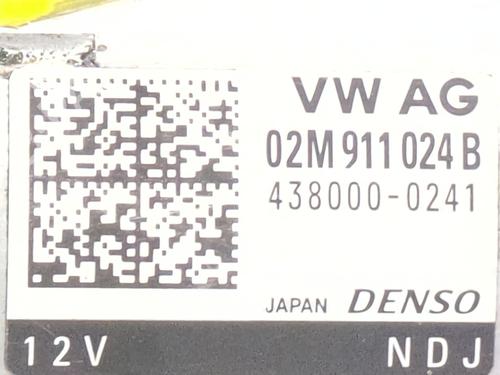 VW AG
02M 911 024 B
438000-0241
JAPAN DENSO
12V NDJ